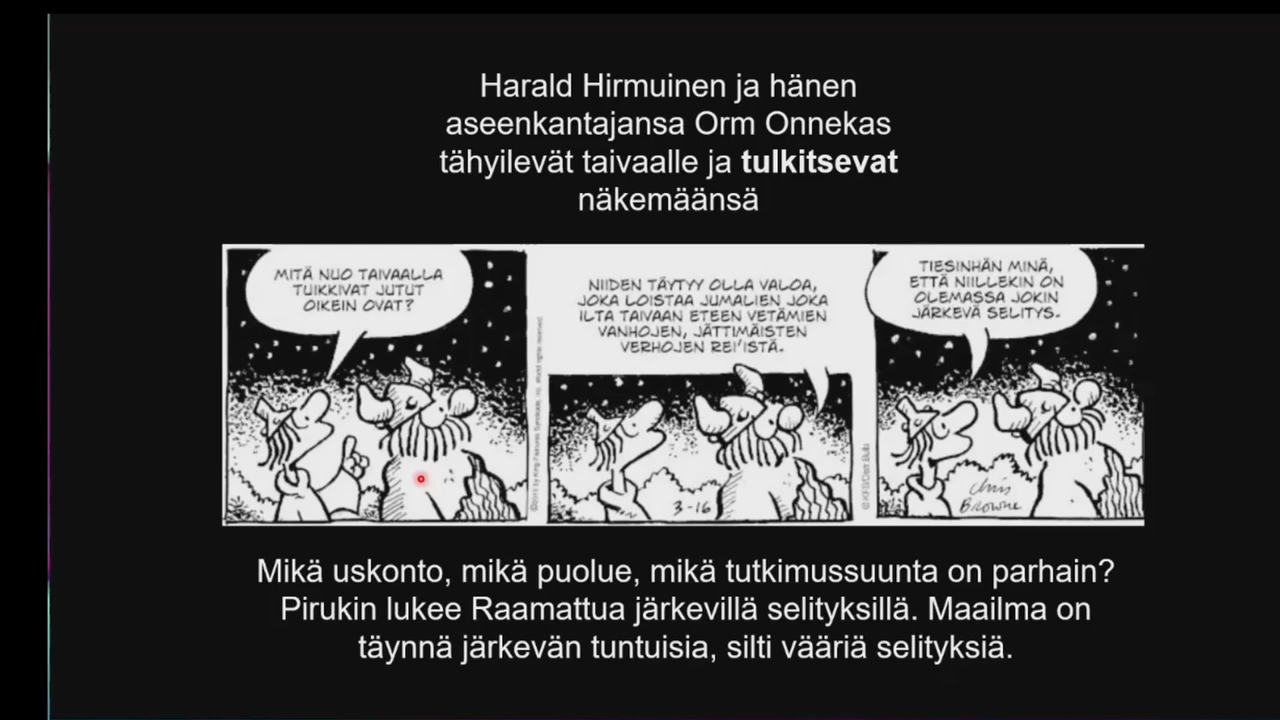 Harald Hirmuinen ja hänen
aseenkantajansa Orm Onnekas
tähyilevät taivaalle ja tulkitsevat
näkemäänsä
MITÄ NUO TAIVAALLA
TUIKKIVAT JUTUT
OIKEIN OVAT?
NIIDEN TÄYTYY OLLA VALOA,
JOKA LOISTAA JUMALIEN JOKA
ILTA TAIVAAN ETEEN VETÄMIEN
VANHOJEN, JÄTTIMÄISTEN
VERHOJEN REI'ISTÄ.
TIESINHÄN MINÄ,
ETTÄ NIILLEKIN ON
OLEMASSA JOKIN
JÄRKEVÄ SELITYS.
3-16
Chris
Browne
Mikä uskonto, mikä puolue, mikä tutkimussuunta on parhain?
Pirukin lukee Raamattua järkevillä selityksillä. Maailma on
täynnä järkevän tuntuisia, silti vääriä selityksiä.